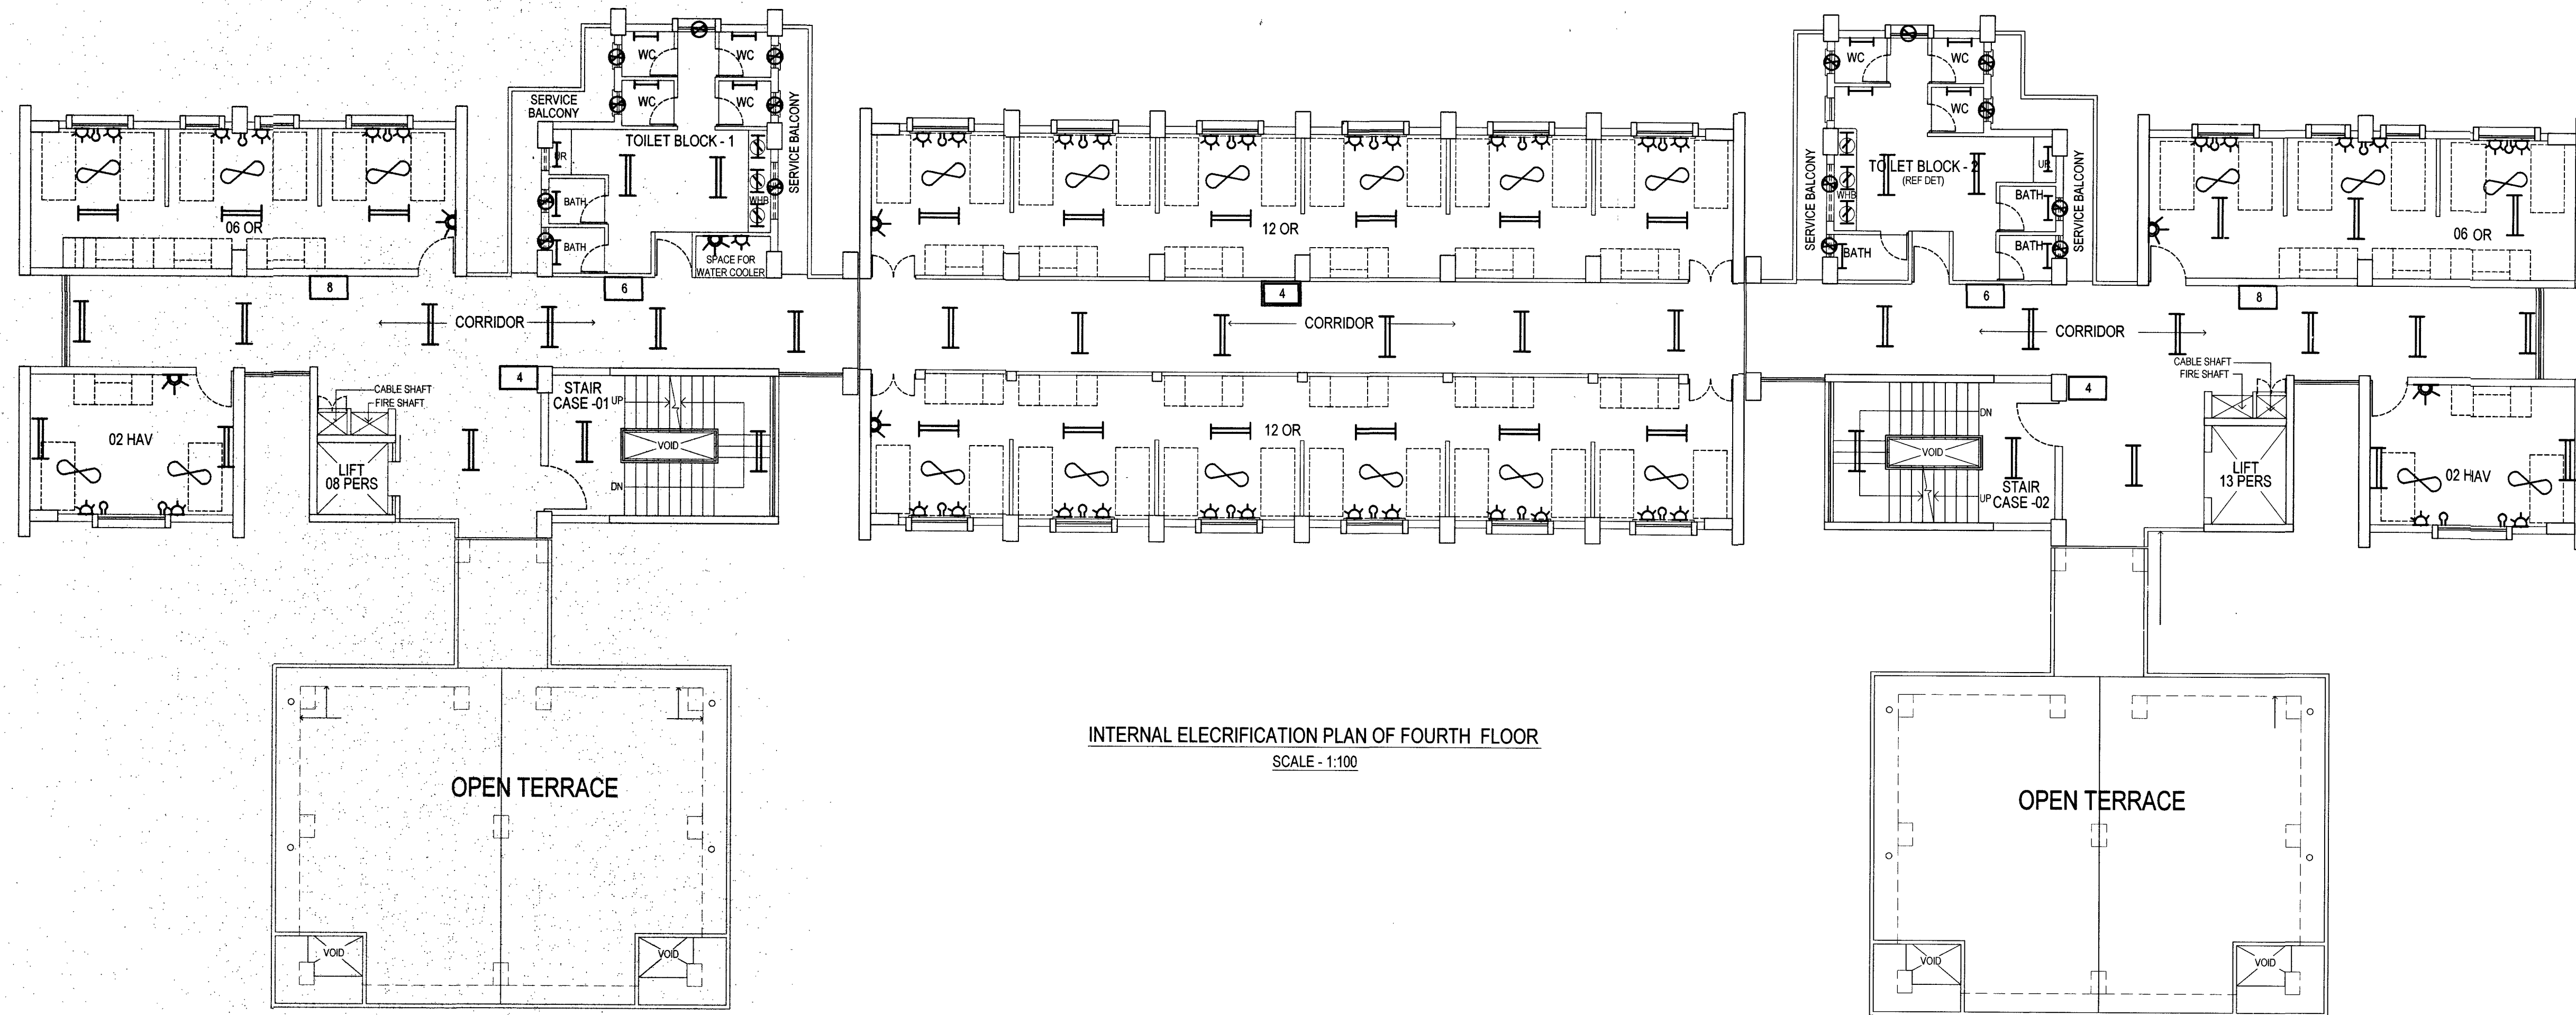 WC
WC
WC
WC
SERVICE
BALCONY
TOILET BLOCK - 1
SERVICE BALCONY
UR
BATH
WHB
BATH
SPACE FOR
WATER COOLER
06 OR
12 OR
WC
WC
WC
TOILET BLOCK - 2
(REF DET)
UR
WHB
BATH
BATH
BATH
SERVICE BALCONY
SERVICE BALCONY
06 OR
8
6
4
6
8
CORRIDOR
CORRIDOR
CORRIDOR
02 HAV
CABLE SHAFT
FIRE SHAFT
LIFT
08 PERS
4
STAIR
CASE -01
UP
VOID
DN
12 OR
DN
VOID
UP
STAIR
CASE -02
4
CABLE SHAFT
FIRE SHAFT
LIFT
13 PERS
02 HAV
INTERNAL ELECRIFICATION PLAN OF FOURTH FLOOR
SCALE - 1:100
OPEN TERRACE
VOID
VOID
OPEN TERRACE
VOID
VOID